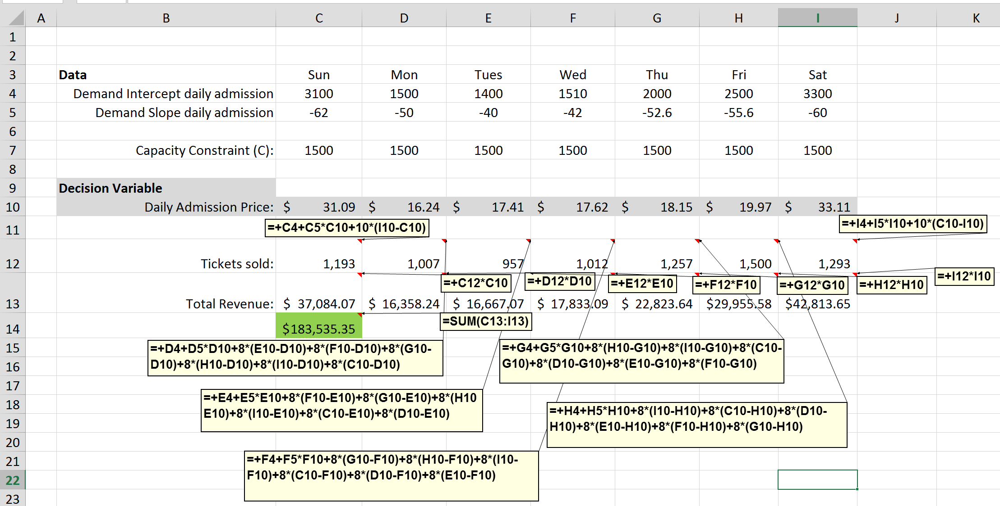 A B C D E F G H I J K
1
2
3 Data Sun Mon Tues Wed Thu Fri Sat
4 Demand Intercept daily admission 3100 1500 1400 1510 2000 2500 3300
5 Demand Slope daily admission -62 -50 -40 -42 -52.6 -55.6 -60
6
7 Capacity Constraint (C): 1500 1500 1500 1500 1500 1500 1500
8
9 Decision Variable
10 Daily Admission Price: $ 31.09 $ 16.24 $ 17.41 $ 17.62 $ 18.15 $ 19.97 $ 33.11
11 =+C4+C5*C10+10*(I10-C10) =+I4+I5*I10+10*(C10-I10)
12 Tickets sold: 1,193 1,007 957 1,012 1,257 1,500 1,293
=+C12*C10 =+D12*D10 =+E12*E10 =+F12*F10 =+G12*G10 =+H12*H10 =+I12*I10
13 Total Revenue: $ 37,084.07 $ 16,358.24 $ 16,667.07 $ 17,833.09 $ 22,823.64 $29,955.58 $42,813.65
14 $183,535.35 =SUM(C13:I13)
15 =+D4+D5*D10+8*(E10-D10)+8*(F10-D10)+8*(G10- =+G4+G5*G10+8*(H10-G10)+8*(I10-G10)+8*(C10-
16 D10)+8*(H10-D10)+8*(I10-D10)+8*(C10-D10) G10)+8*(D10-G10)+8*(E10-G10)+8*(F10-G10)
17
18 =+E4+E5*E10+8*(F10-E10)+8*(G10-E10)+8*(H10 =+H4+H5*H10+8*(I10-H10)+8*(C10-H10)+8*(D10-
19 E10)+8*(I10-E10)+8*(C10-E10)+8*(D10-E10) H10)+8*(E10-H10)+8*(F10-H10)+8*(G10-H10)
20
21 =+F4+F5*F10+8*(G10-F10)+8*(H10-F10)+8*(I10-
22 F10)+8*(C10-F10)+8*(D10-F10)+8*(E10-F10)
23